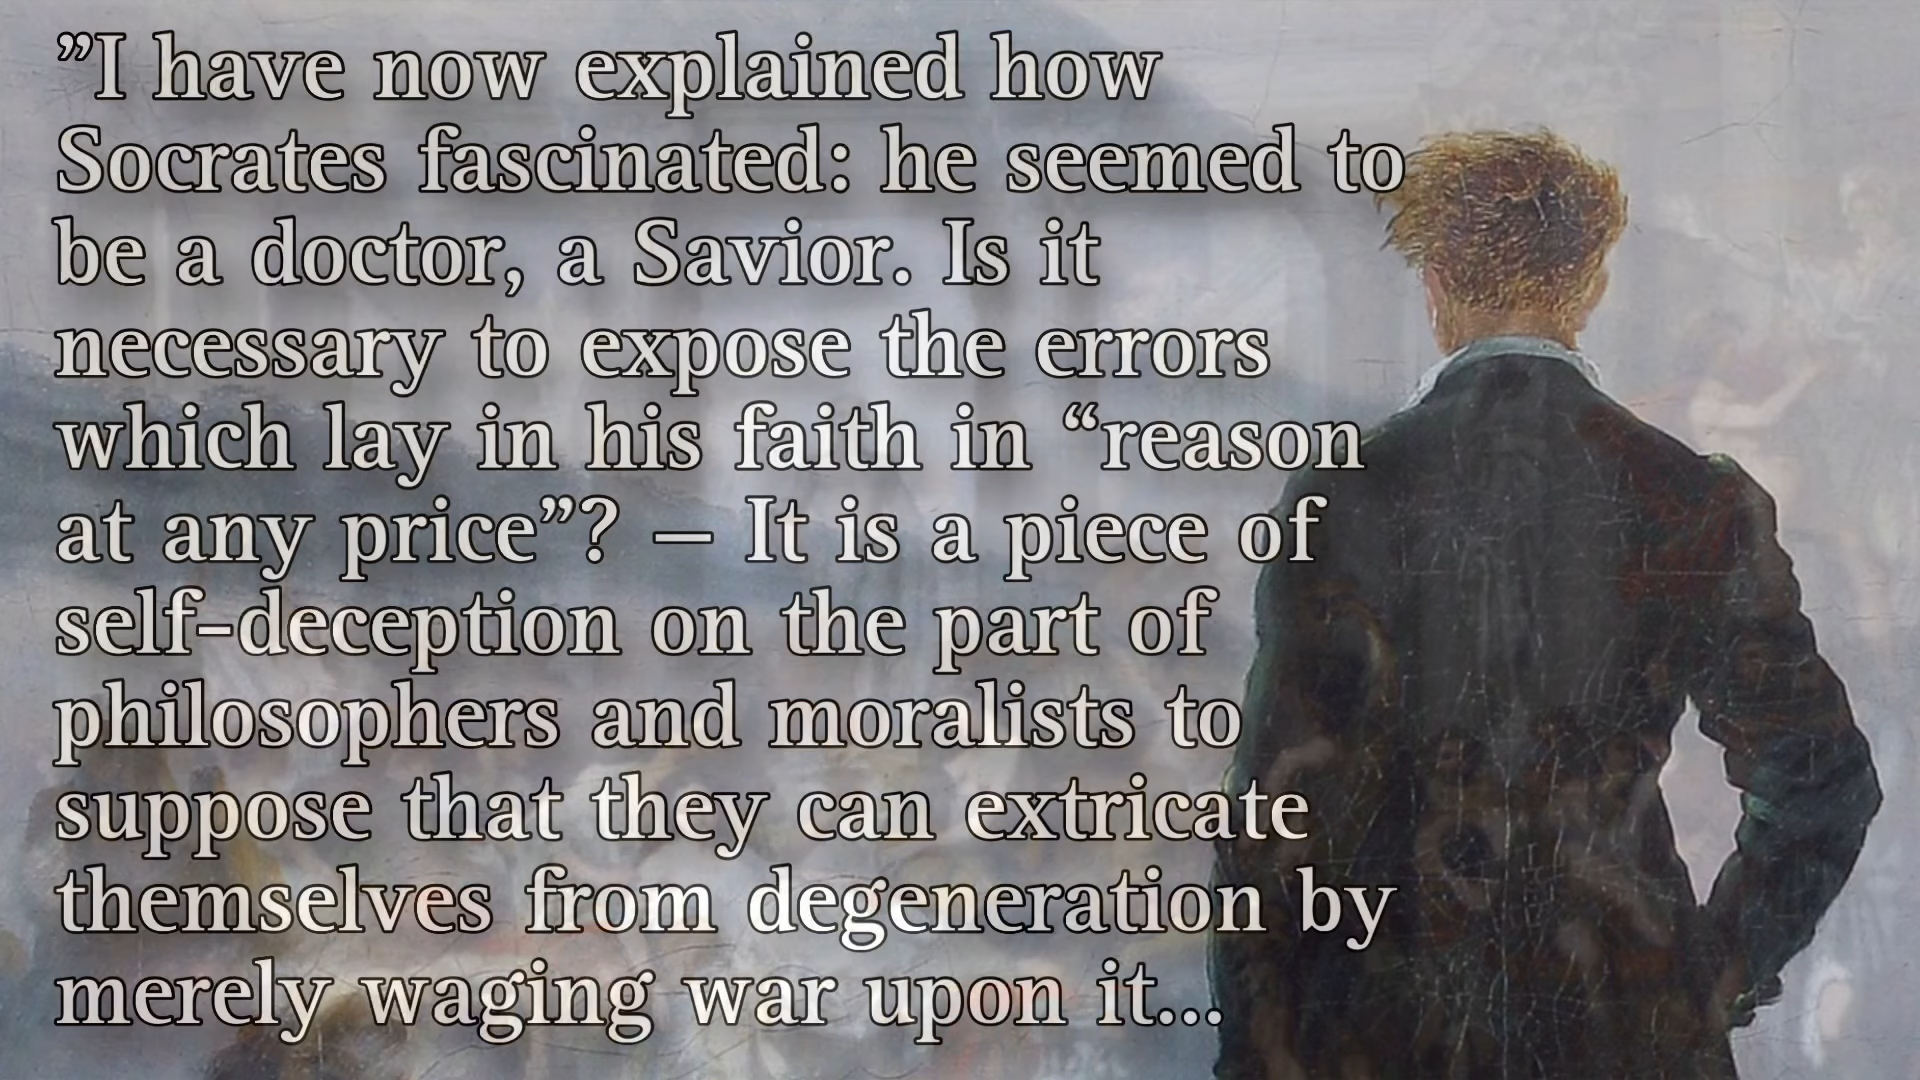 ”I have now explained how
Socrates fascinated: he seemed to
be a doctor, a Savior. Is it
necessary to expose the errors
which lay in his faith in “reason
at any price”? – It is a piece of
self-deception on the part of
philosophers and moralists to
suppose that they can extricate
themselves from degeneration by
merely waging war upon it...